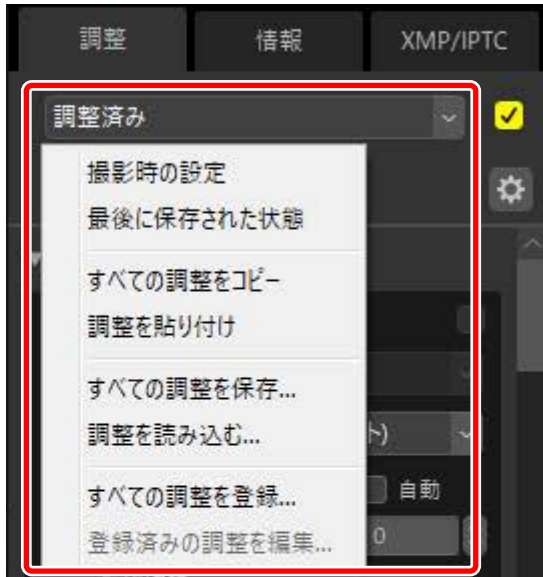 調整 情報 XMP/IPTC
調整済み
撮影時の設定
最後に保存された状態
すべての調整をコピー
調整を貼り付け
すべての調整を保存...
調整を読み込む...
ト)
すべての調整を登録...
自動
登録済みの調整を編集...
0